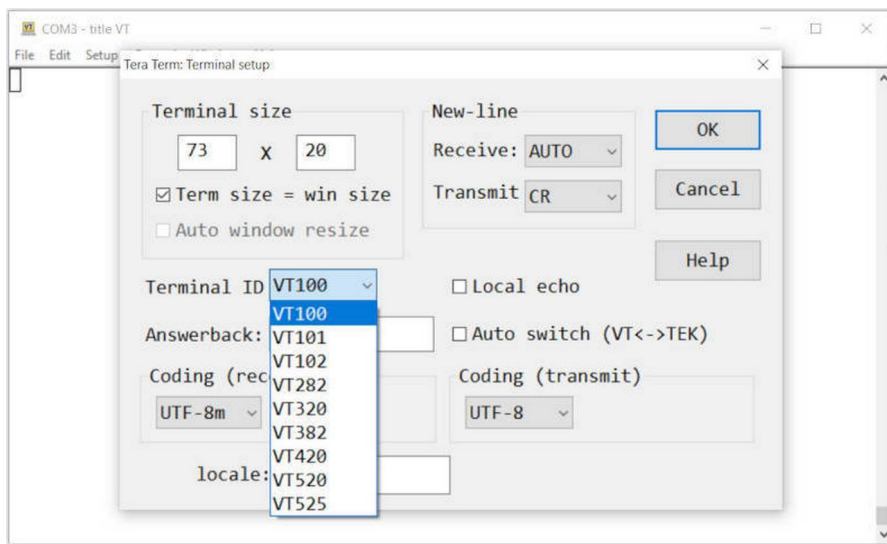 COM3 - title VT
File Edit Setup
Tera Term: Terminal setup
Terminal size
73 X 20
Term size = win size
Auto window resize
New-line
Receive: AUTO
Transmit CR
OK
Cancel
Help
Terminal ID VT100
VT100
VT101
VT102
VT282
VT320
VT382
VT420
VT520
VT525
Local echo
Answerback:
Auto switch (VT<->TEK)
Coding (rec
UTF-8m
Coding (transmit)
UTF-8
locale: